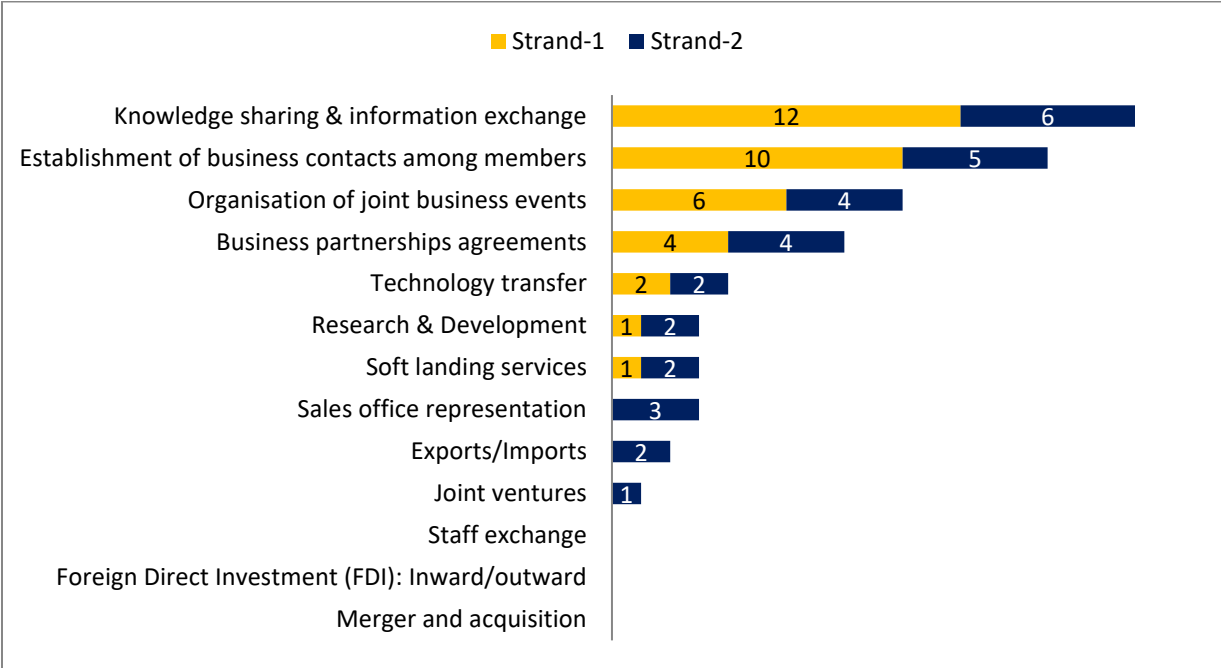 Strand-1 Strand-2
Knowledge sharing & information exchange 12 6
Establishment of business contacts among members 10 5
Organisation of joint business events 6 4
Business partnerships agreements 4 4
Technology transfer 2 2
Research & Development 1 2
Soft landing services 1 2
Sales office representation 3
Exports/Imports 2
Joint ventures 1
Staff exchange
Foreign Direct Investment (FDI): Inward/outward
Merger and acquisition